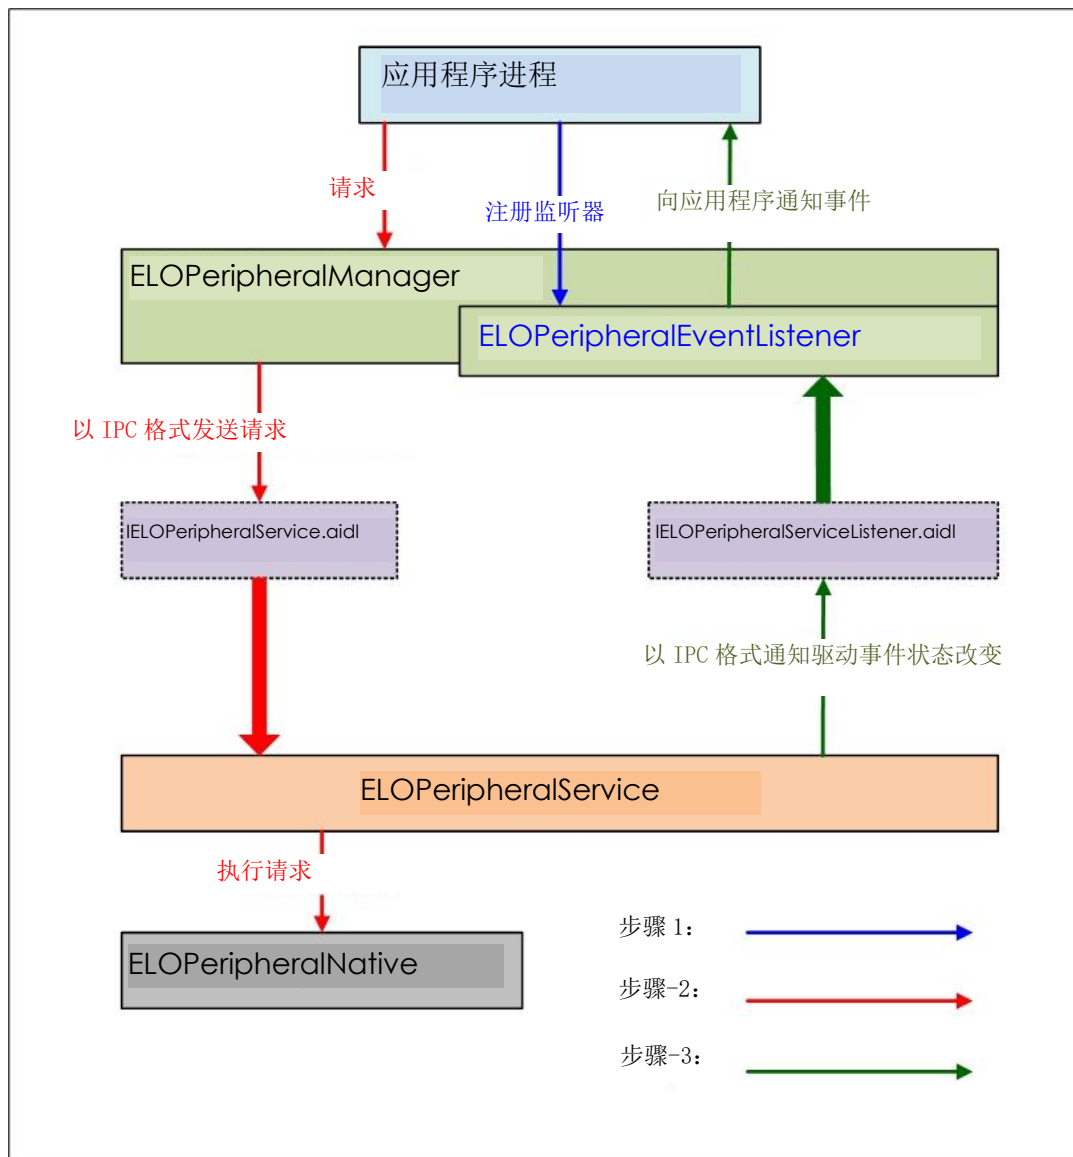 应用程序进程
请求
注册监听器
向应用程序通知事件
ELOPeripheralManager
ELOPeripheralEventListener
以 IPC 格式发送请求
IELOPeripheralService.aidl
IELOPeripheralServiceListener.aidl
以 IPC 格式通知驱动事件状态改变
ELOPeripheralService
执行请求
ELOPeripheralNative
步骤 1:
步骤-2:
步骤-3: